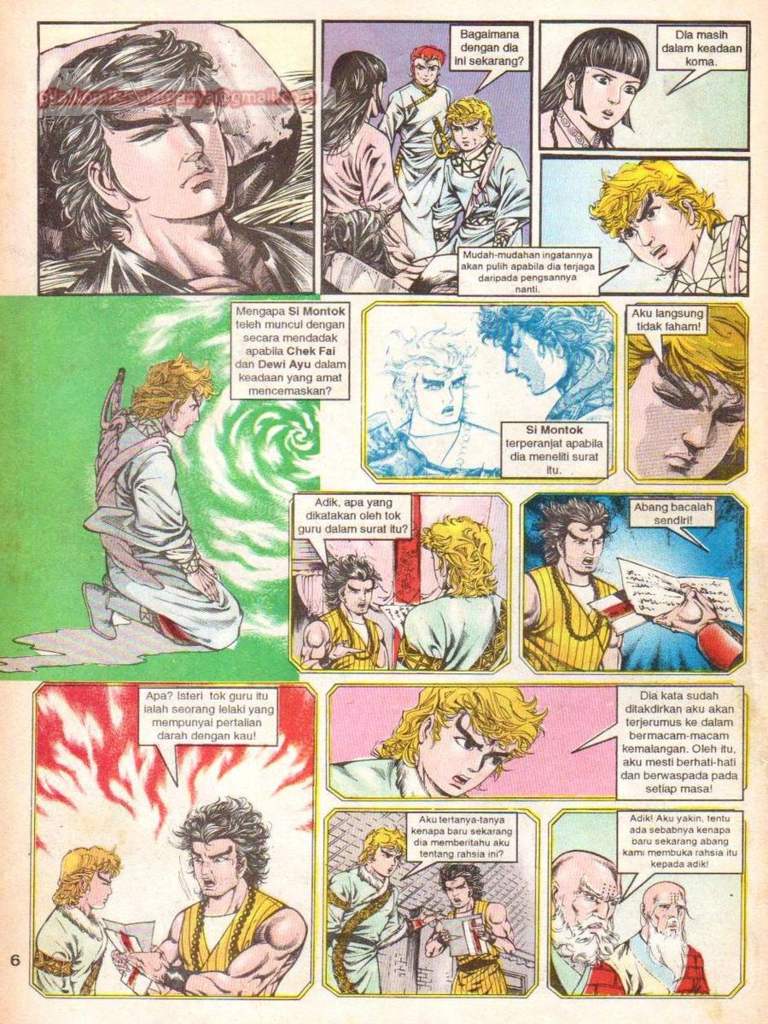 Bagaimana
dengan dia
ini sekarang?
Dia masih
dalam keadaan
koma.
Mudah-mudahan ingatannya
akan pulih apabila dia terjaga
daripada pengsannya
nanti.
Mengapa Si Montok
teleh muncul dengan
secara mendadak
apabila Chek Fai
dan Dewi Ayu dalam
keadaan yang amat
mencemaskan?
Si Montok
terperanjat apabila
dia meneliti surat
itu.
Aku langsung
tidak faham!
Adik, apa yang
dikatakan oleh tok
guru dalam surat itu?
Abang bacalah
sendiri!
Apa? Isteri tok guru itu
ialah seorang lelaki yang
mempunyai pertalian
darah dengan kau!
Dia kata sudah
ditakdirkan aku akan
terjerumus ke dalam
bermacam-macam
kemalangan. Oleh itu,
aku mesti berhati-hati
dan berwaspada pada
setiap masa!
Aku tertanya-tanya
kenapa baru sekarang
dia memberitahu aku
tentang rahsia ini?
Adik! Aku yakin, tentu
ada sebabnya kenapa
baru sekarang abang
kami membuka rahsia itu
kepada adik!
6